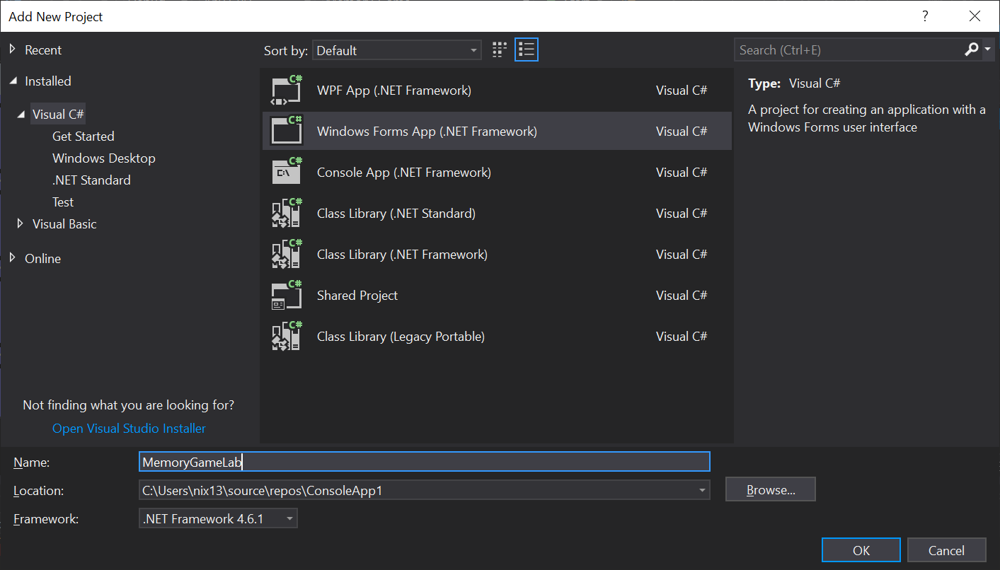 Add New Project
?
Recent
Installed
Visual C#
Get Started
Windows Desktop
.NET Standard
Test
Visual Basic
Online
Not finding what you are looking for?
Open Visual Studio Installer
Sort by: Default
Search (Ctrl+E)
C# WPF App (.NET Framework) Visual C#
C# Windows Forms App (.NET Framework) Visual C#
C# C:\ Console App (.NET Framework) Visual C#
C# Class Library (.NET Standard) Visual C#
C# Class Library (.NET Framework) Visual C#
C# Shared Project Visual C#
C# Class Library (Legacy Portable) Visual C#
Type: Visual C#
A project for creating an application with a
Windows Forms user interface
Name: MemoryGameLab
Location: C:\Users\nix13\source\repos\ConsoleApp1 Browse...
Framework: .NET Framework 4.6.1
OK Cancel